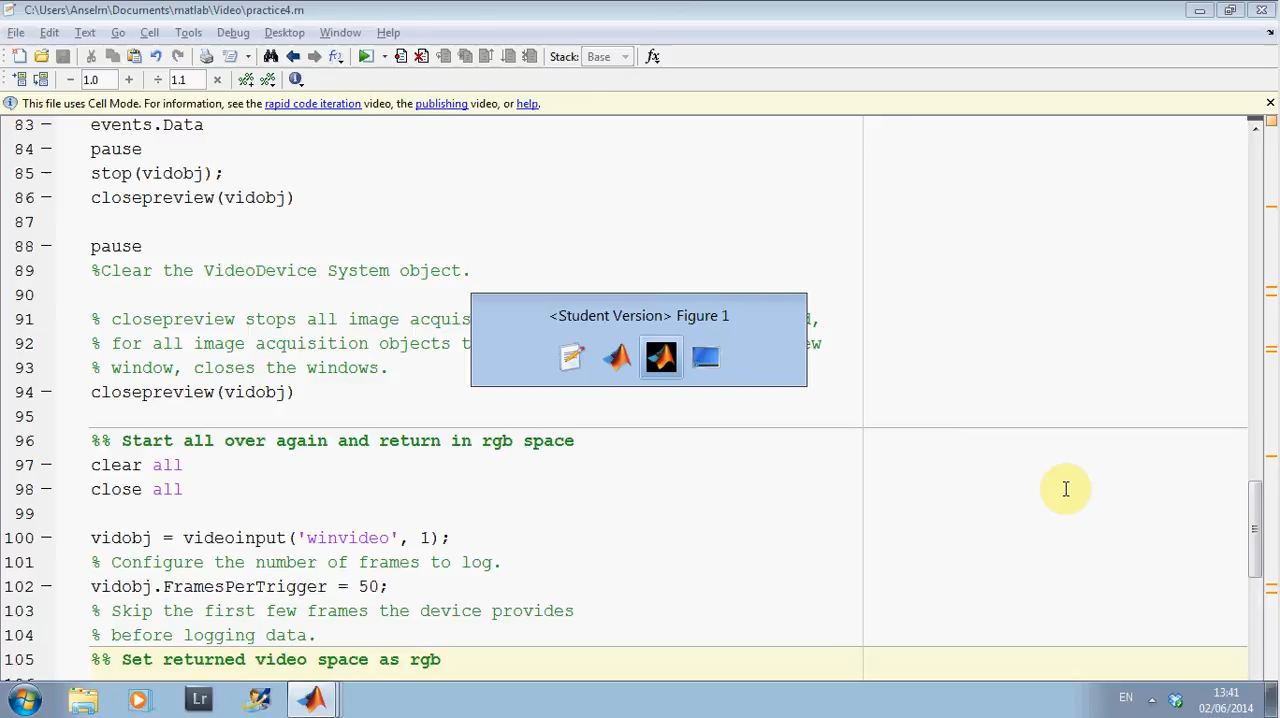 C:\Users\Anselm\Documents\matlab\Video\practice4.m
File Edit Text Go Cell Tools Debug Desktop Window Help
1.0 1.1 Stack: Base fx
This file uses Cell Mode. For information, see the rapid code iteration video, the publishing video, or help.
83 events.Data
84 pause
85 stop(vidobj);
86 closepreview(vidobj)
87
88 pause
89 %Clear the VideoDevice System object.
90
<Student Version> Figure 1
91 % closepreview stops all image acquis
92 % for all image acquisition objects
93 % window, closes the windows.
94 closepreview(vidobj)
95
96 %% Start all over again and return in rgb space
97 clear all
98 close all
99
100 vidobj = videoinput('winvideo', 1);
101 % Configure the number of frames to log.
102 vidobj.FramesPerTrigger = 50;
103 % Skip the first few frames the device provides
104 % before logging data.
105 %% Set returned video space as rgb
Lr EN 13:41
02/06/2014